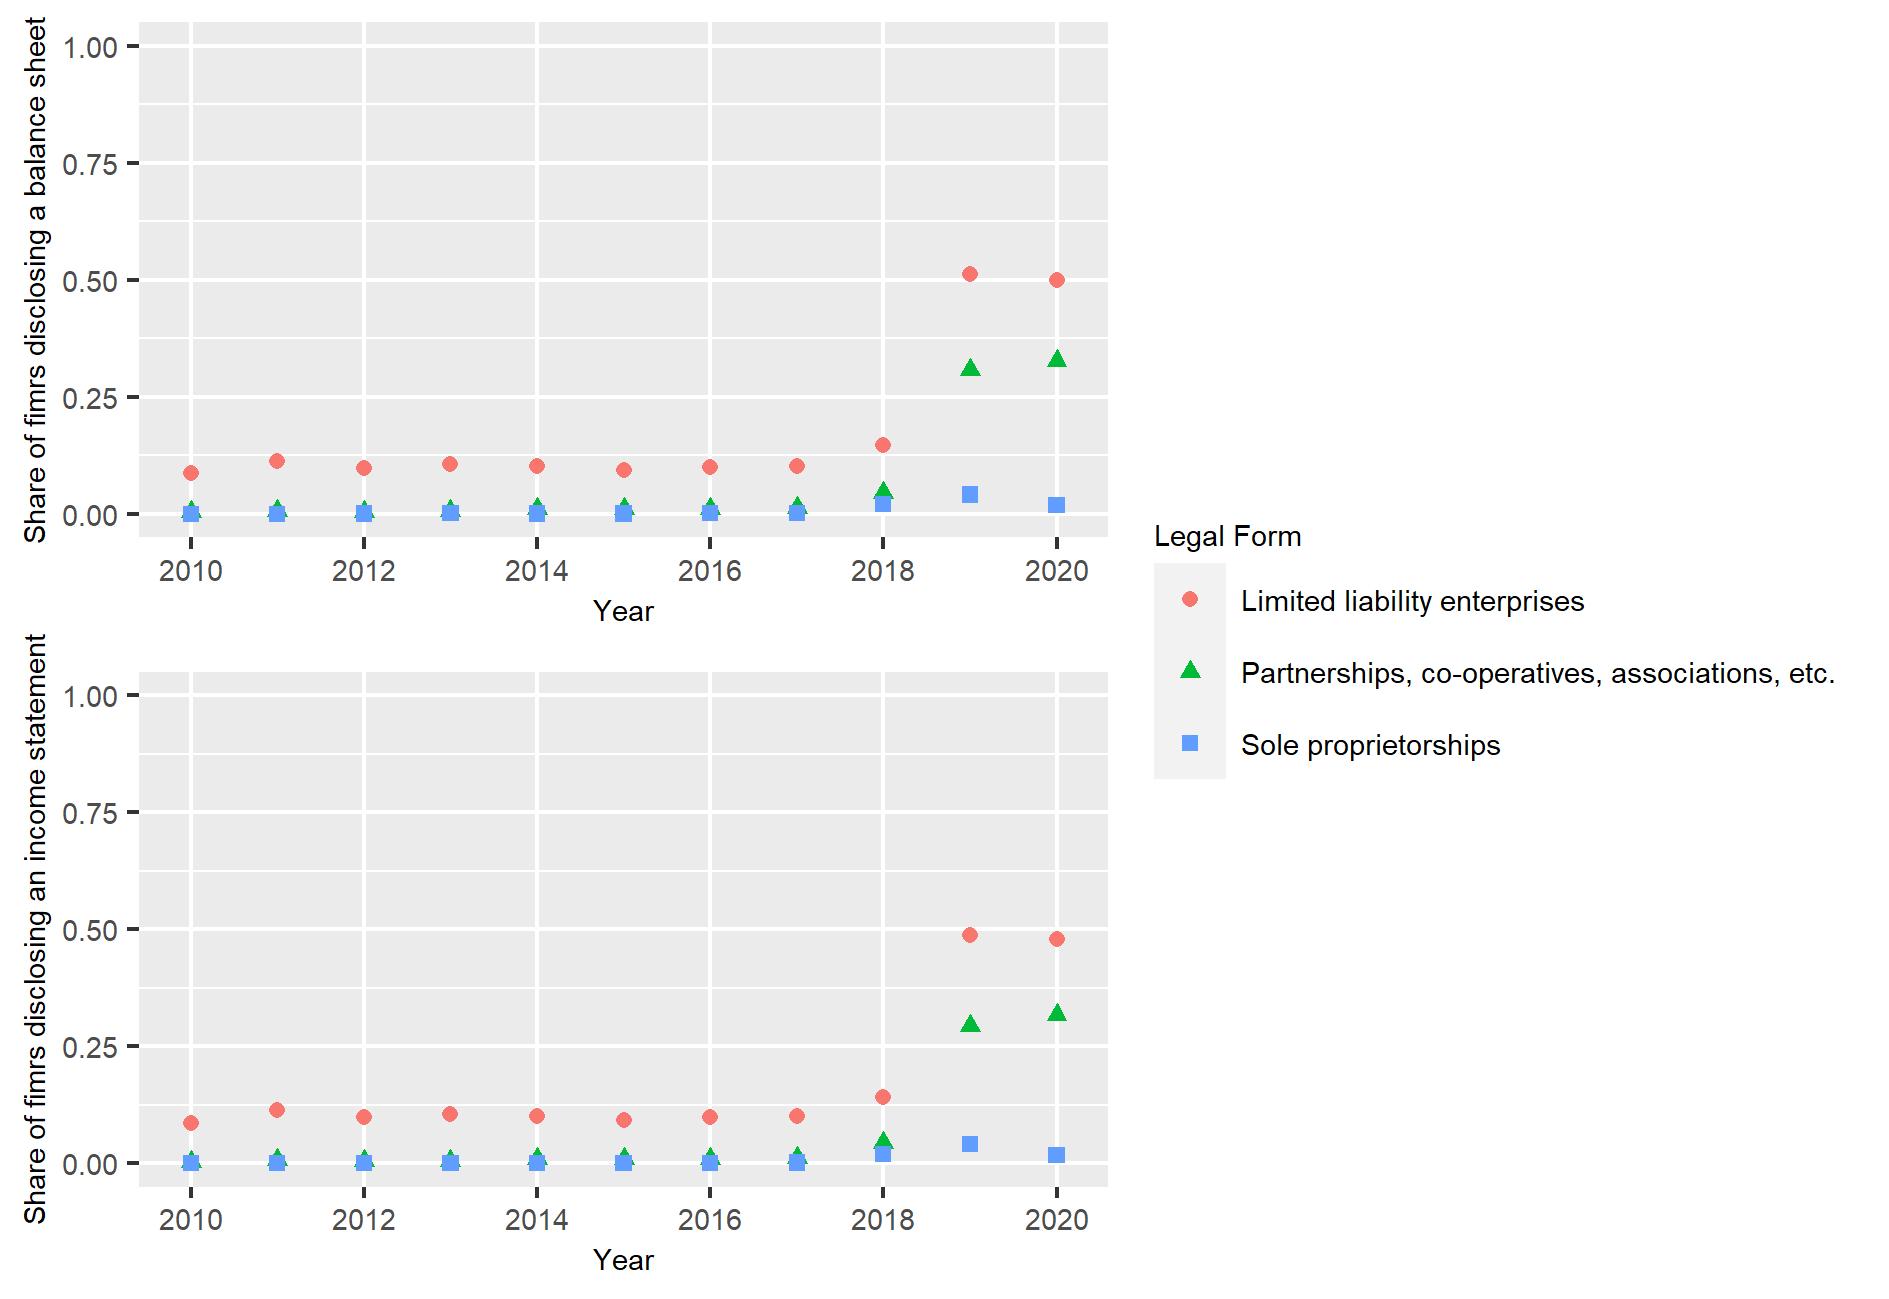 Share of fimrs disclosing a balance sheet
1.00
0.75
0.50
0.25
0.00
2010 2012 2014 2016 2018 2020
Year
Share of fimrs disclosing an income statement
1.00
0.75
0.50
0.25
0.00
2010 2012 2014 2016 2018 2020
Year
Legal Form
Limited liability enterprises
Partnerships, co-operatives, associations, etc.
Sole proprietorships